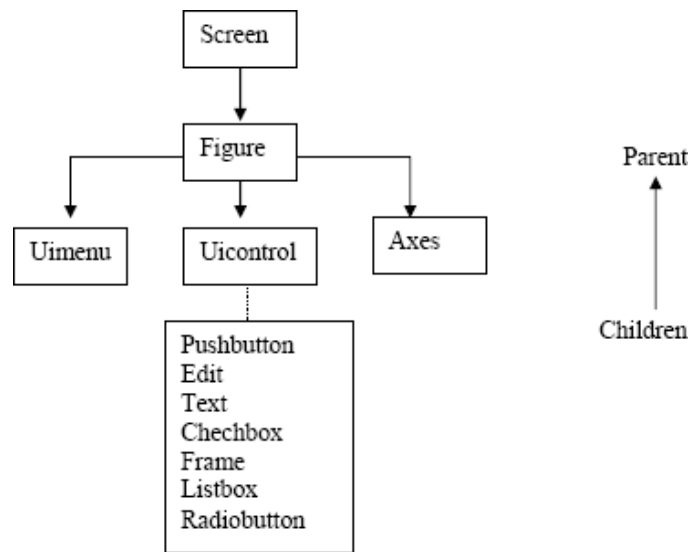 Screen
Figure
Parent
Uimenu
Uicontrol
Axes
Children
Pushbutton
Edit
Text
Chechbox
Frame
Listbox
Radiobutton